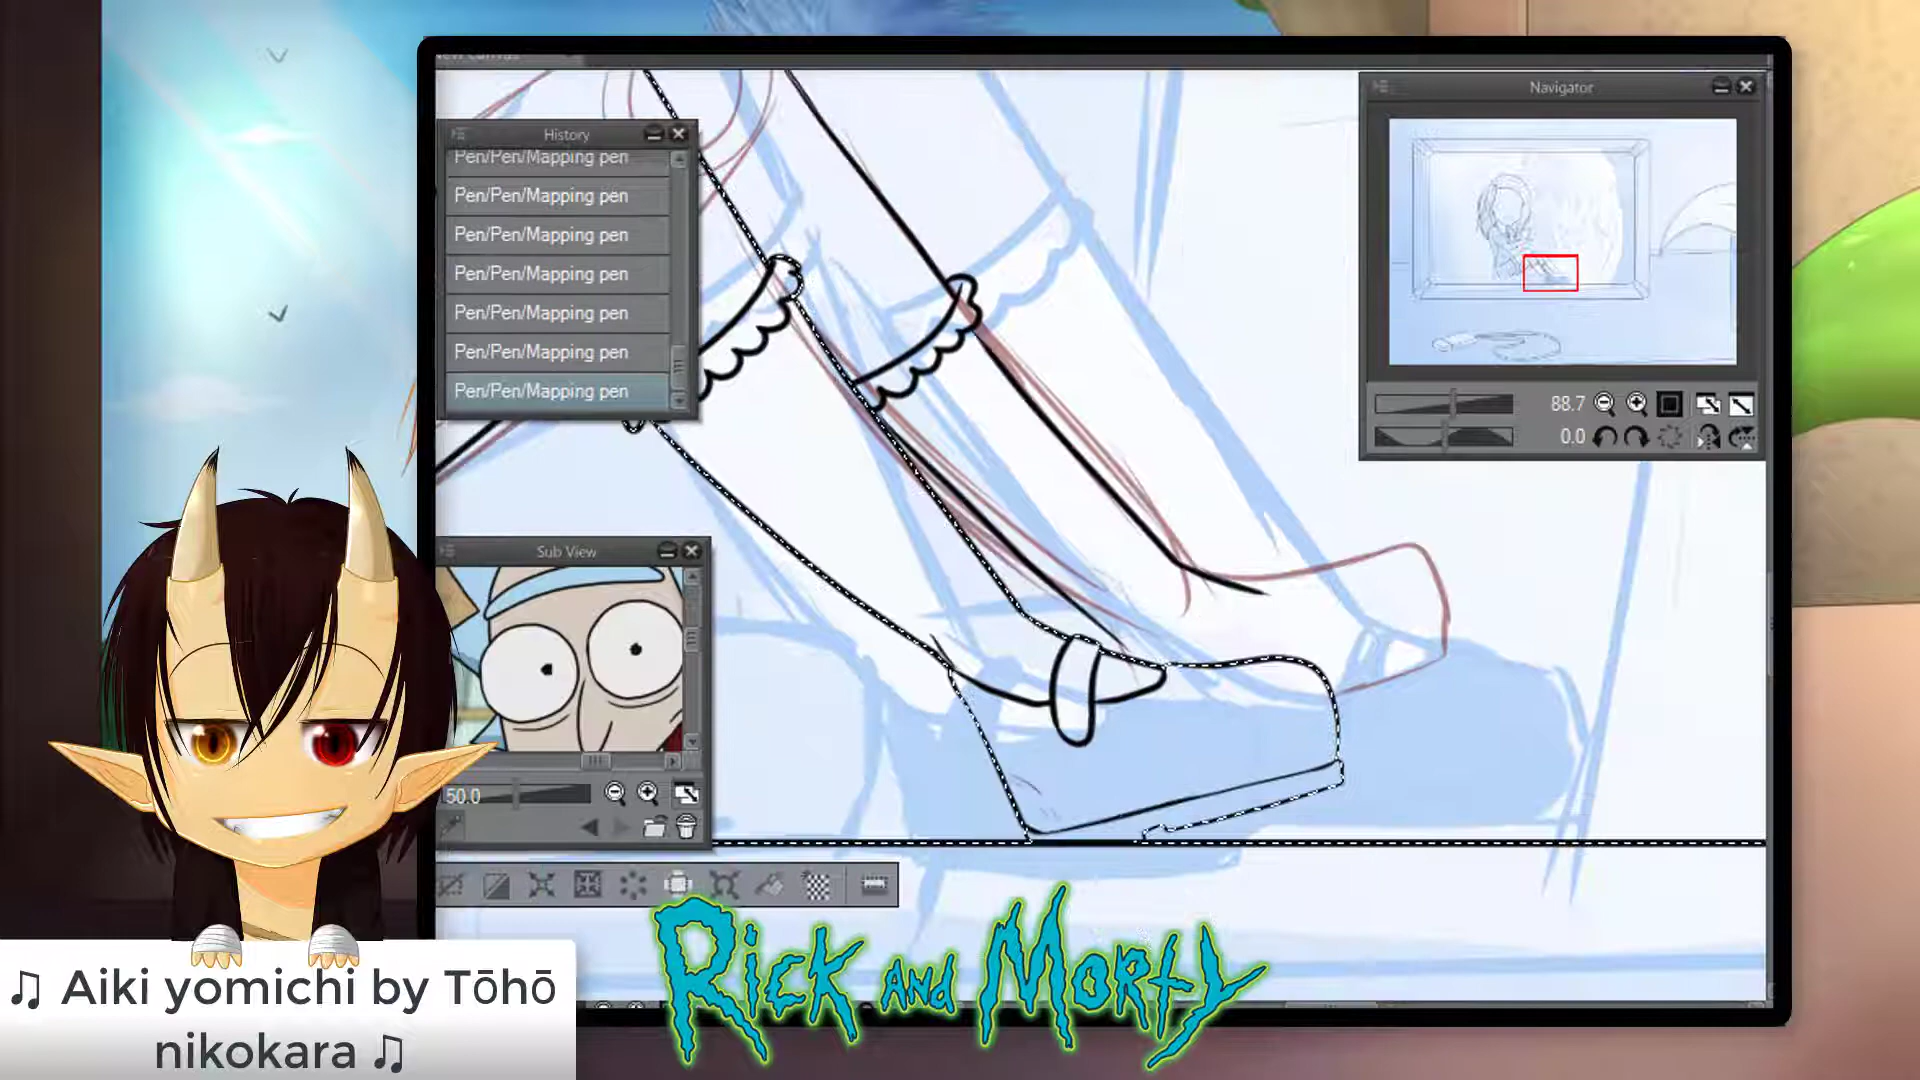 New Canvas
History
Navigator
Pen/Pen/Mapping pen
Pen/Pen/Mapping pen
Pen/Pen/Mapping pen
Pen/Pen/Mapping pen
Pen/Pen/Mapping pen
Pen/Pen/Mapping pen
Pen/Pen/Mapping pen
88.7
0.0
Sub View
50.0
RICK AND MORTY
♫ Aiki yomichi by Tōhō
nikokara ♫